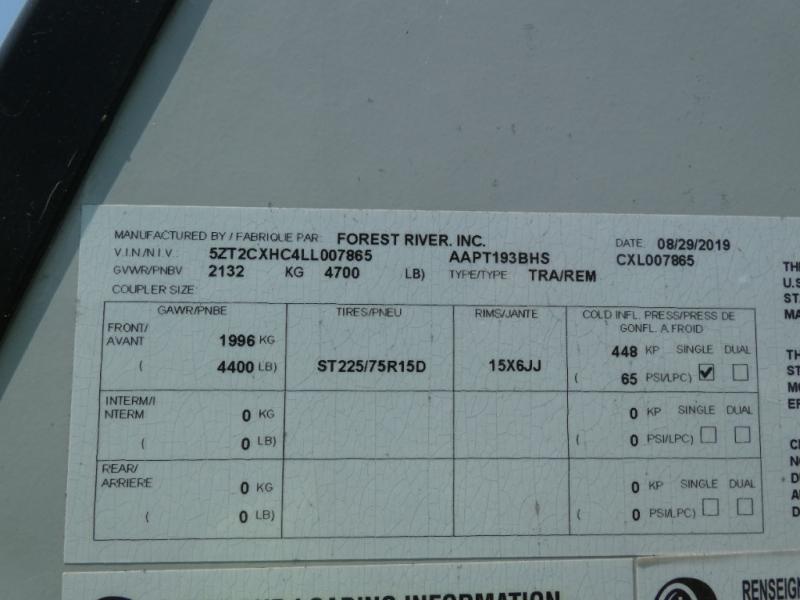 MANUFACTURED BY / FABRIQUE PAR: FOREST RIVER. INC. DATE: 08/29/2019
V.I.N./N.I.V.: 5ZT2CXHC4LL007865 AAPT193BHS CXL007865
GVWR/PNBV 2132 KG 4700 LB) TYPE/TYPE TRA/REM
COUPLER SIZE:
GAWR/PNBE TIRES/PNEU RIMS/JANTE COLD INFL. PRESS/PRESS DE
GONFL. A FROID
FRONT/
AVANT 1996 KG 448 KP SINGLE DUAL
( 4400 LB) ST225/75R15D 15X6JJ ( 65 PSI/LPC)
INTERM/I
NTERM 0 KG 0 KP SINGLE DUAL
( 0 LB) ( 0 PSI/LPC)
REAR/
ARRIERE 0 KG 0 KP SINGLE DUAL
( 0 LB) ( 0 PSI/LPC)
U.S
LOADING INFORMATION
RENSEIGN